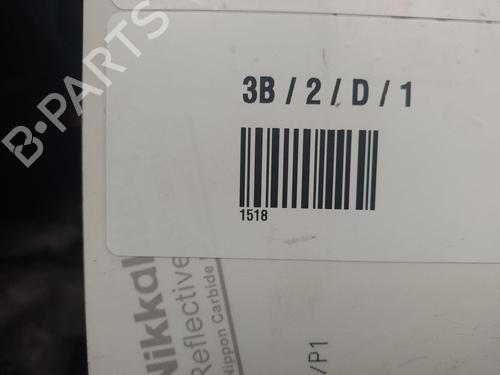 B-PARTS
3B / 2 / D / 1
1518
Nikkal
Reflective
Nippon Carbide
/P1